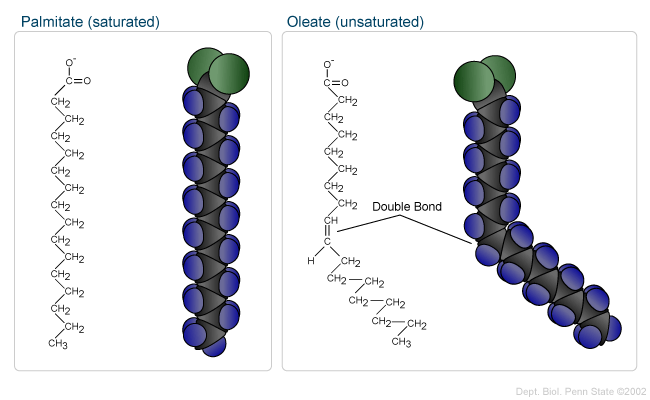 Palmitate (saturated)
O-
C=O
CH2
CH2
CH2
CH2
CH2
CH2
CH2
CH2
CH2
CH2
CH2
CH2
CH2
CH2
CH3
Oleate (unsaturated)
O-
C=O
CH2
CH2
CH2
CH2
CH2
CH2
CH2
Double Bond
CH
C
H
CH2
CH2 CH2
CH2 CH2
CH2 CH2
CH3
Dept. Biol. Penn State ©2002